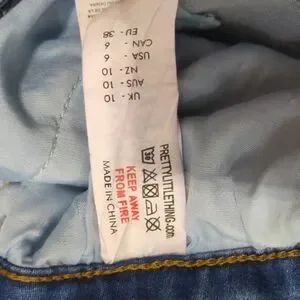 EU - 38
CAN - 6
USA - 6
NZ - 10
AUS - 10
UK - 10
PRETTYLITTLETHING.com
KEEP AWAY
FROM FIRE
MADE IN CHINA